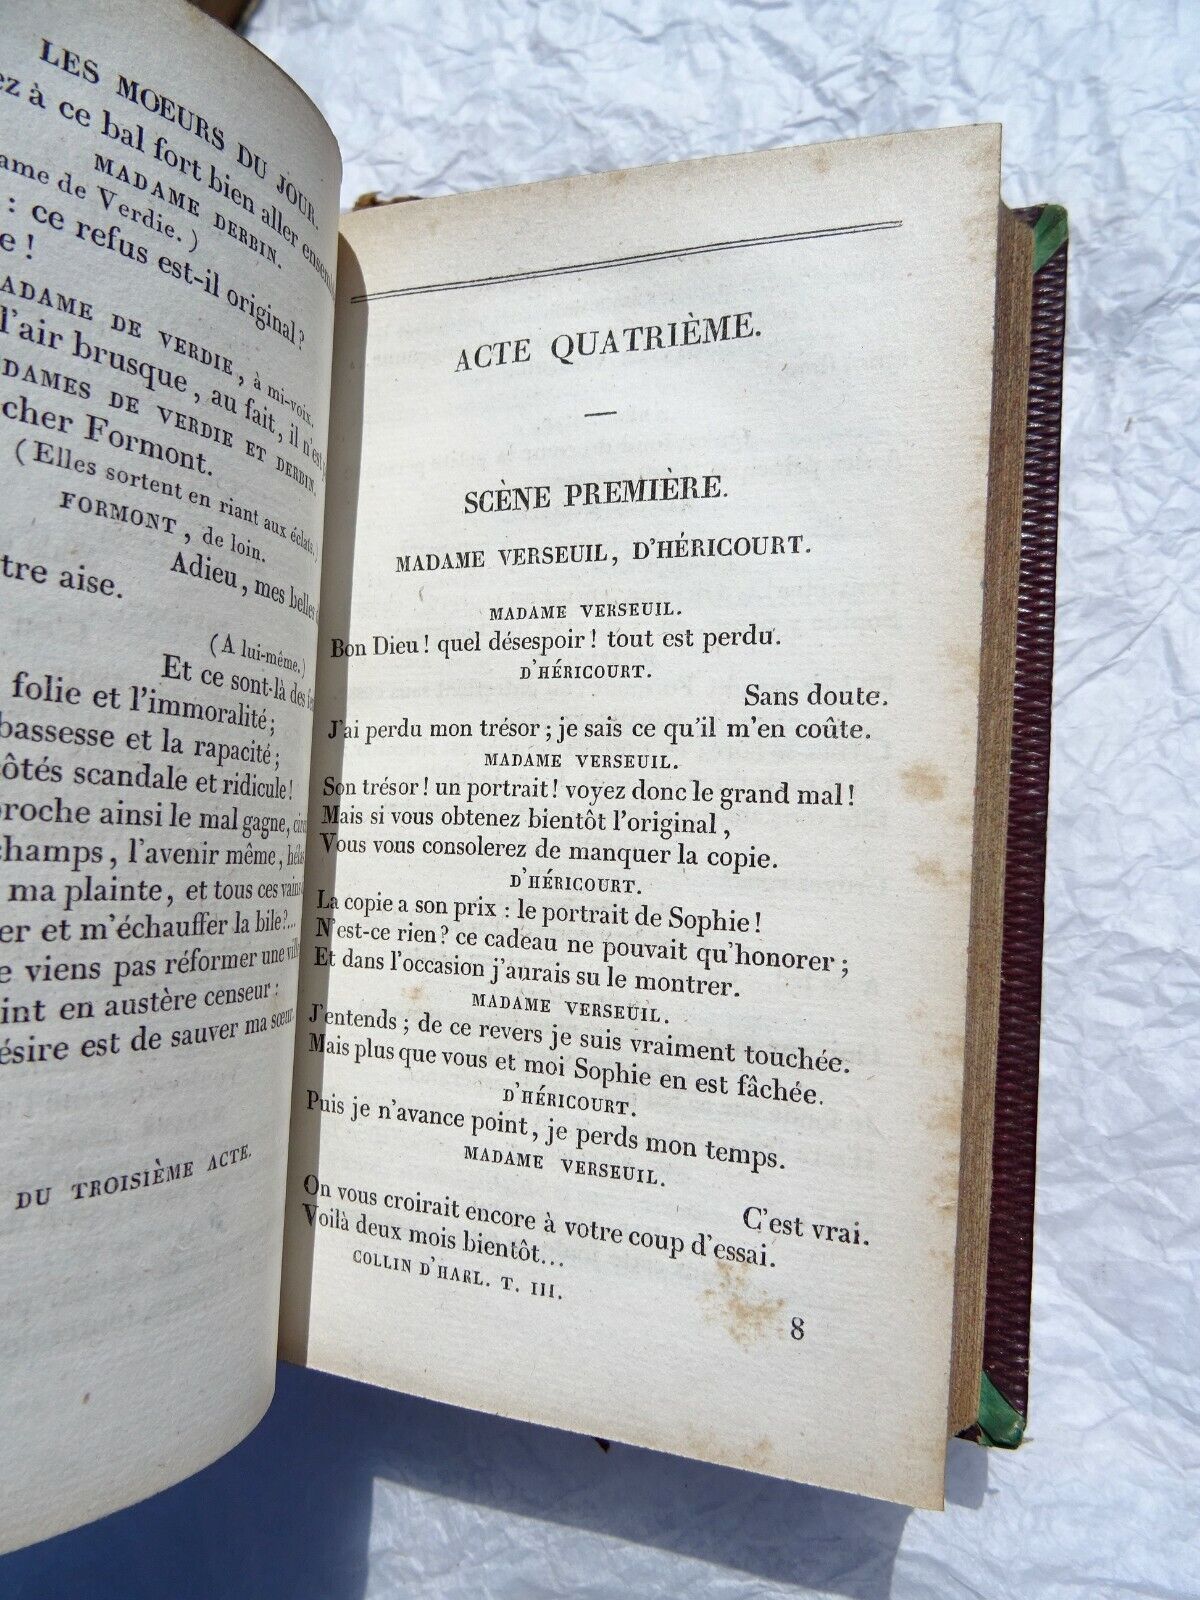 LES MOEURS DU JOUR.
ez à ce bal fort bien aller
MADAME DERBIN.
ame de Verdie.)
: ce refus est-il original?
e!
ADAME DE VERDIE, à mi-voix.
l'air brusque, au fait, il n'est
DAMES DE VERDIE ET DERBIN.
cher Formont.
(Elles sortent en riant aux éclats.)
FORMONT, de loin.
Adieu, mes belles
tre aise.
(A lui-même.)
Et ce sont-là des
folie et l'immoralité;
bassesse et la rapacité;
ôtés scandale et ridicule!
proche ainsi le mal gagne,
champs, l'avenir même,
ma plainte, et tous ces vains
er et m'échauffer la bile?...
e viens pas réformer une ville
int en austère censeur:
ésire est de sauver ma sœur.
DU TROISIÈME ACTE.
ACTE QUATRIÈME.
SCÈNE PREMIÈRE.
MADAME VERSEUIL, D'HÉRICOURT.
MADAME VERSEUIL.
Bon Dieu! quel désespoir! tout est perdu.
D'HÉRICOURT.
Sans doute.
J'ai perdu mon trésor; je sais ce qu'il m'en coûte.
MADAME VERSEUIL.
Son trésor! un portrait! voyez donc le grand mal!
Mais si vous obtenez bientôt l'original,
Vous vous consolerez de manquer la copie.
D'HÉRICOURT.
La copie a son prix: le portrait de Sophie!
N'est-ce rien? ce cadeau ne pouvait qu'honorer;
Et dans l'occasion j'aurais su le montrer.
MADAME VERSEUIL.
J'entends; de ce revers je suis vraiment touchée.
Mais plus que vous et moi Sophie en est fâchée.
D'HÉRICOURT.
Puis je n'avance point, je perds mon temps.
MADAME VERSEUIL.
C'est vrai.
On vous croirait encore à votre coup d'essai.
Voilà deux mois bientôt...
COLLIN D'HARL. T. III.
8